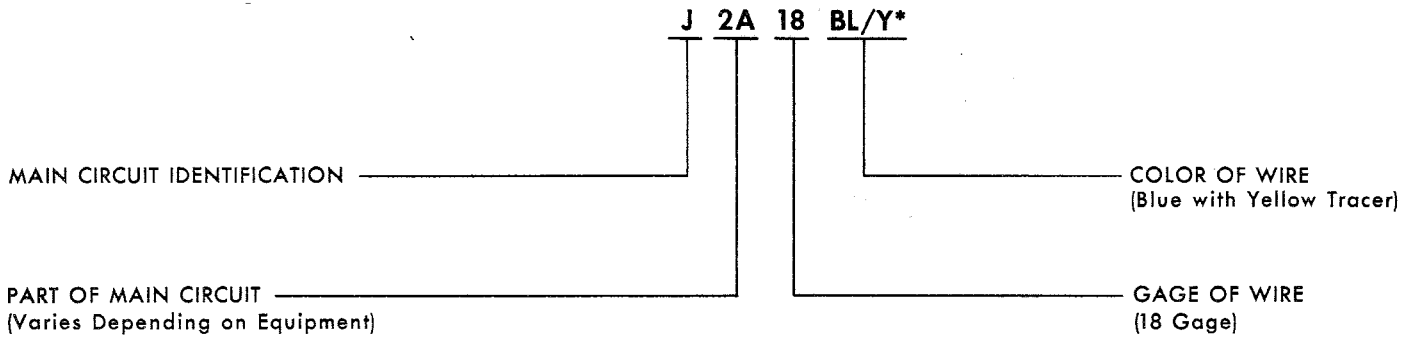 J 2A 18 BL/Y*
MAIN CIRCUIT IDENTIFICATION
COLOR OF WIRE
(Blue with Yellow Tracer)
PART OF MAIN CIRCUIT
(Varies Depending on Equipment)
GAGE OF WIRE
(18 Gage)